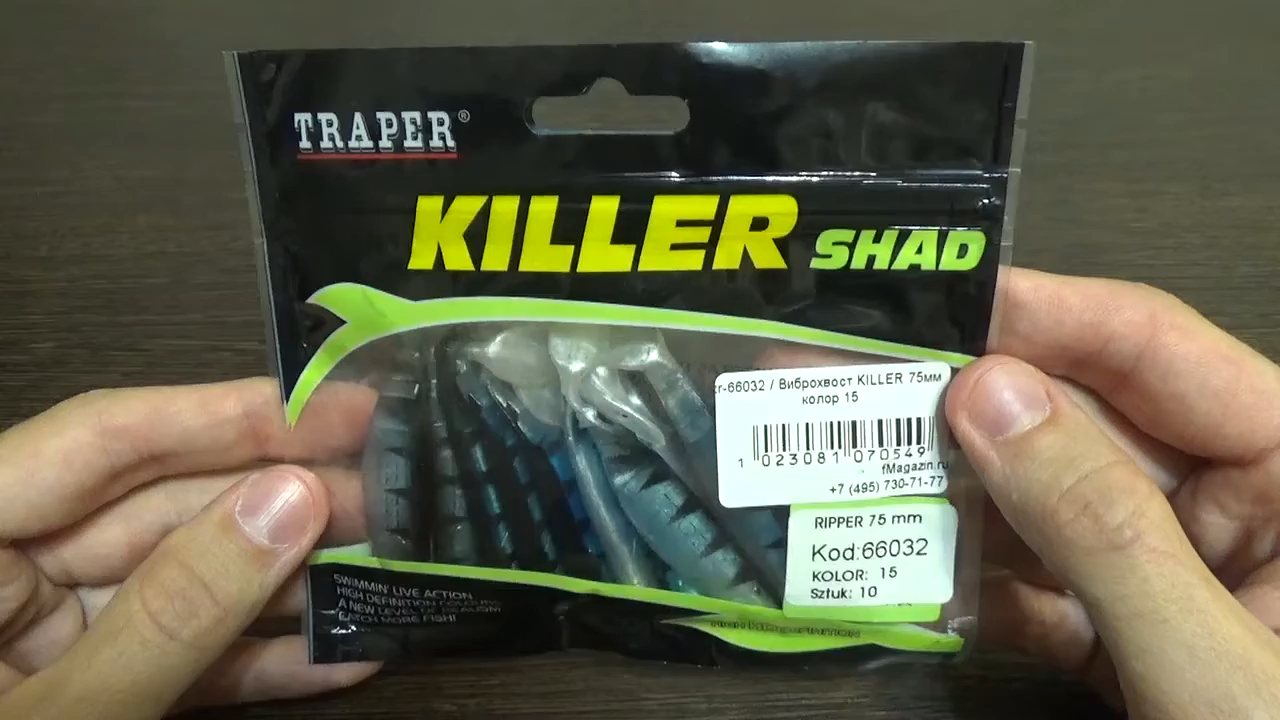 TRAPER®
KILLER SHAD
tr-66032 / Виброхвост KILLER 75мм
колор 15
1 023081 070549
fMagazin.ru
+7 (495) 730-71-77
RIPPER 75 mm
Kod:66032
KOLOR: 15
Sztuk: 10
SWIMMIN' LIVE ACTION
HIGH DEFINITION COLOURS
A NEW LEVEL OF REALISM!
CATCH MORE FISH!